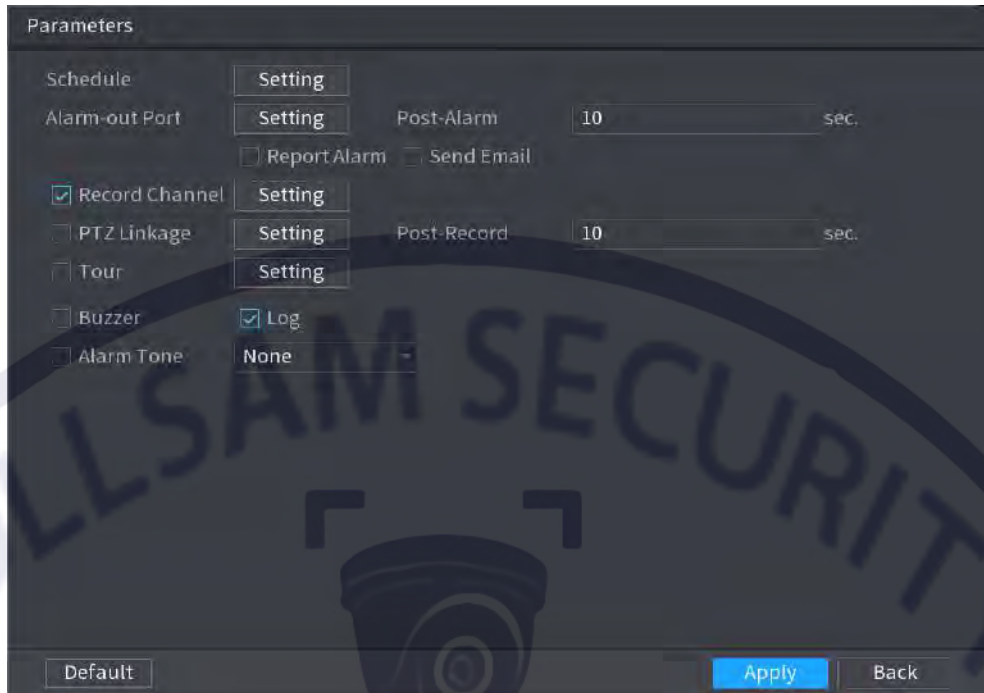 Parameters
Schedule Setting
Alarm-out Port Setting Post-Alarm 10 sec.
Report Alarm Send Email
Record Channel Setting
PTZ Linkage Setting Post-Record 10 sec.
Tour Setting
Buzzer Log
Alarm Tone None
LLSAM SECURIT
Default Apply Back